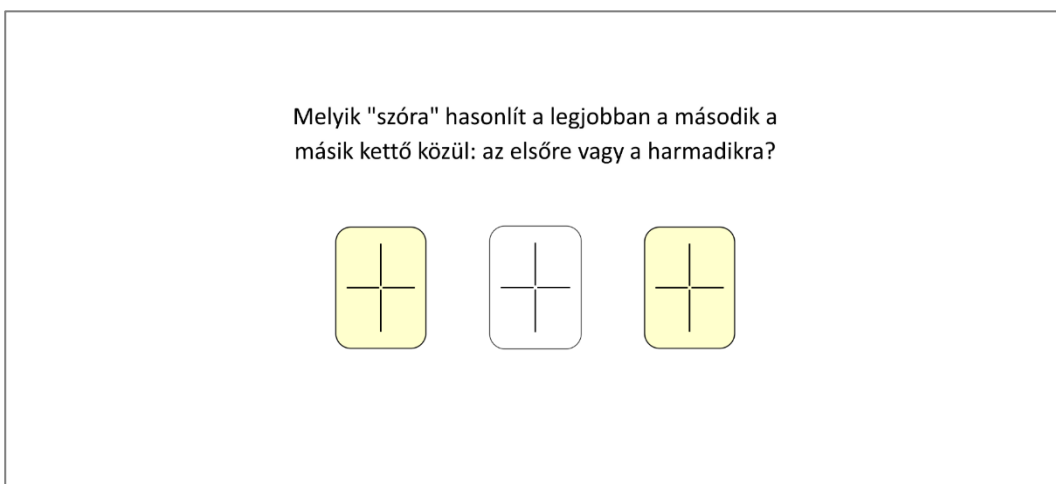 Melyik "szóra" hasonlít a legjobban a második a
másik kettő közül: az elsőre vagy a harmadikra?